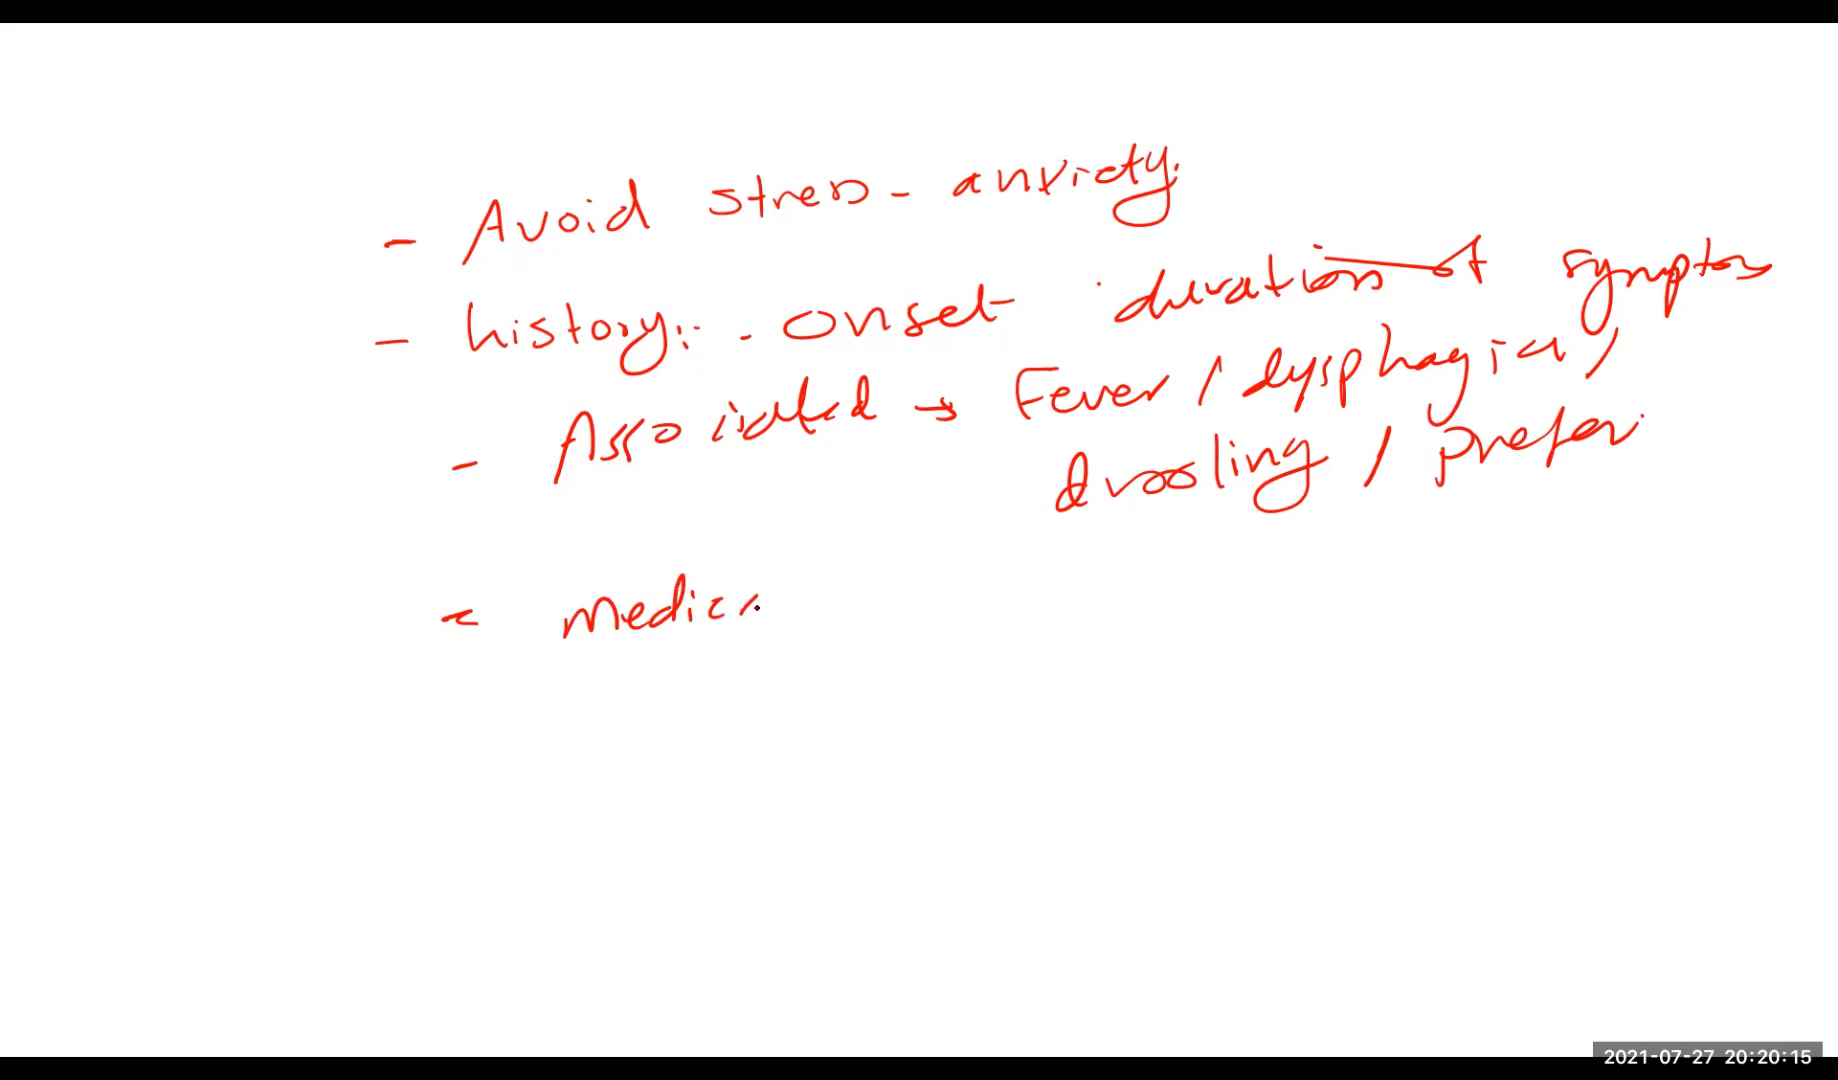 - Avoid stress - anxiety.
- history: - onset duration of symptoms
- Associated → Fever / dysphagia /
drooling / prefer
- medica
2021-07-27 20:20:15